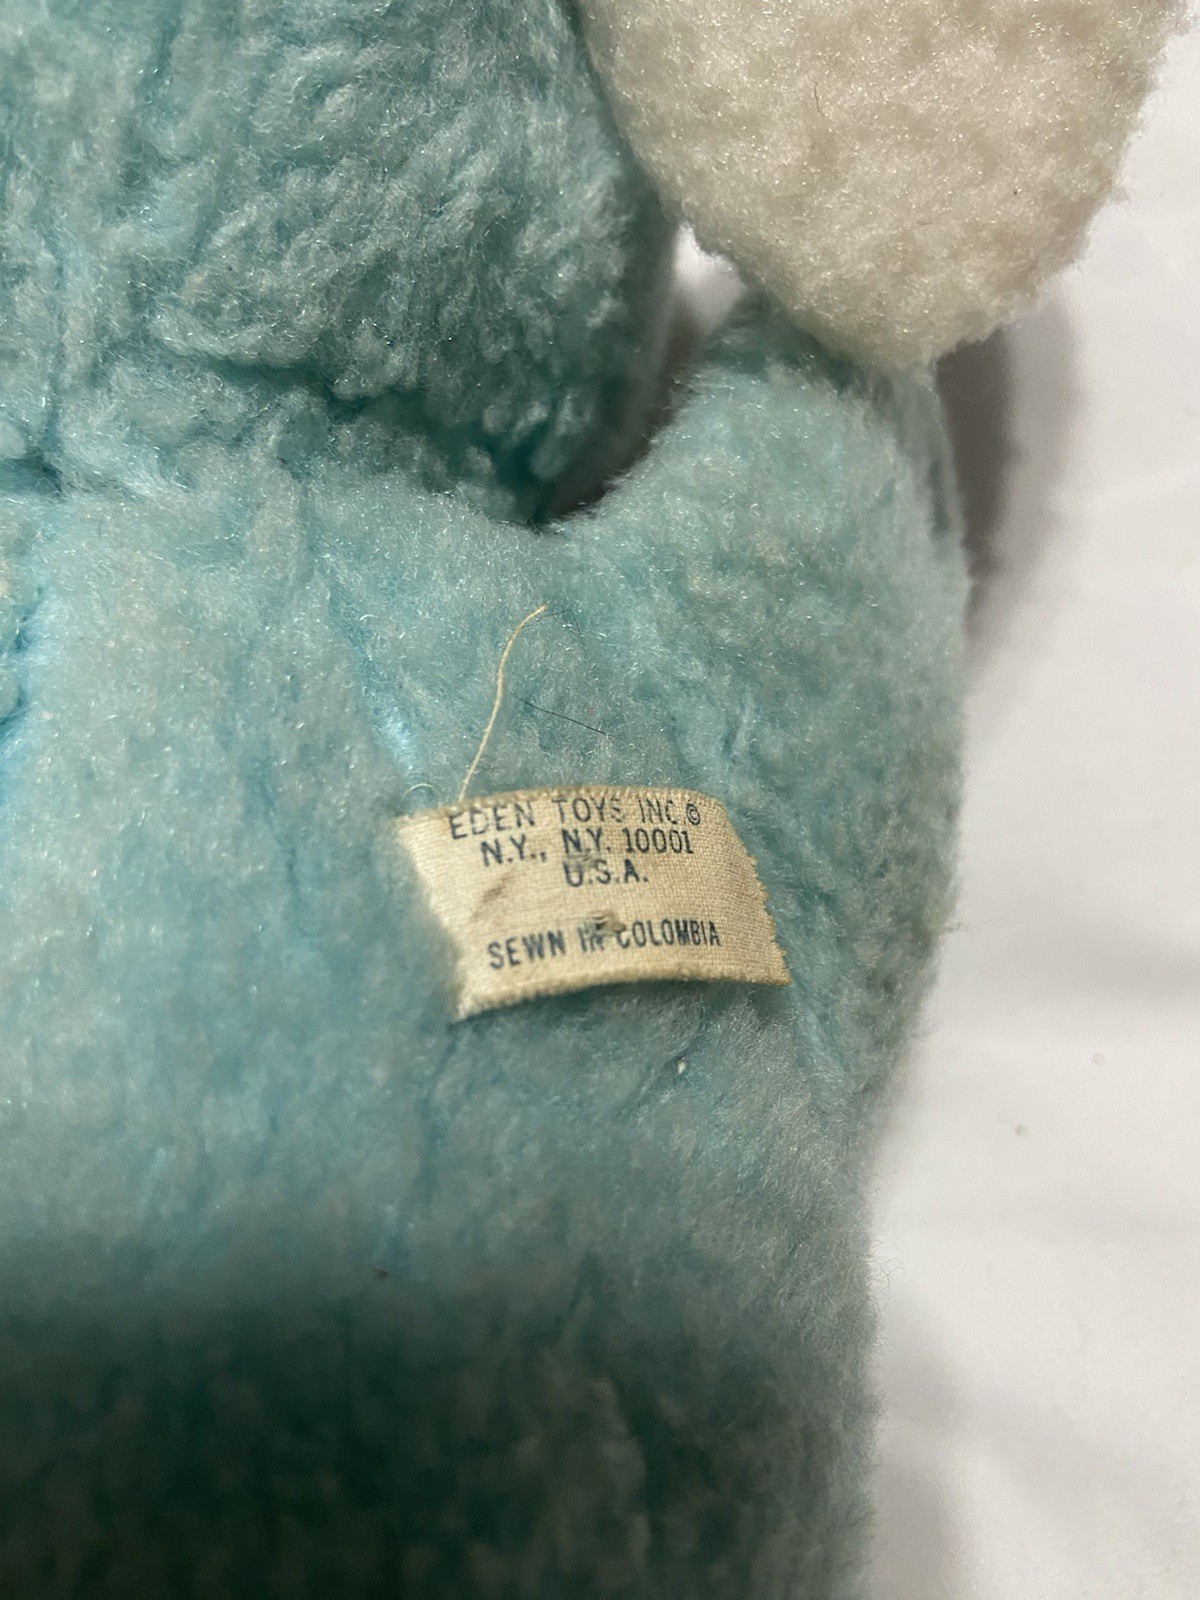 EDEN TOYS INC ©
N.Y., N.Y. 10001
U.S.A.
SEWN IN COLOMBIA